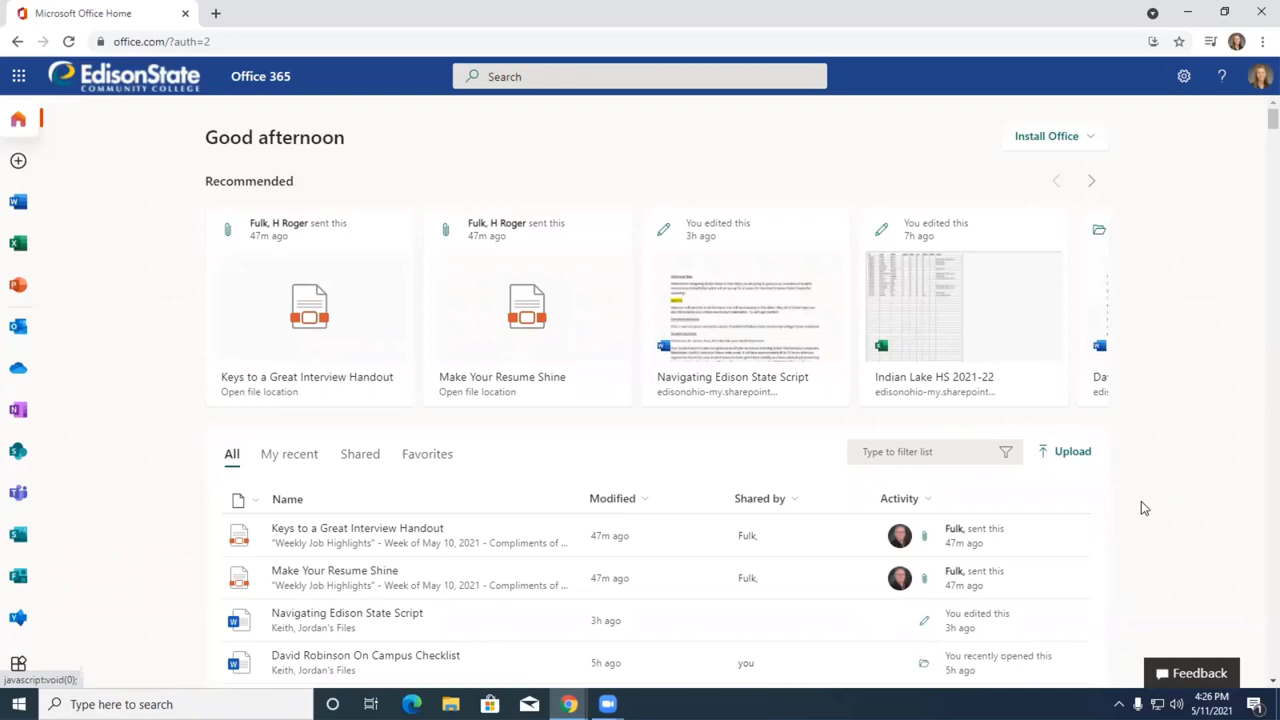 Microsoft Office Home
office.com/?auth=2
EdisonState
COMMUNITY COLLEGE
Office 365
Search
Good afternoon
Install Office
Recommended
Fulk, H Roger sent this
47m ago
Keys to a Great Interview Handout
Open file location
Fulk, H Roger sent this
47m ago
Make Your Resume Shine
Open file location
You edited this
3h ago
Navigating Edison State Script
edisonohio-my.sharepoint...
You edited this
7h ago
Indian Lake HS 2021-22
edisonohio-my.sharepoint...
Da
edis
All My recent Shared Favorites
Type to filter list
Upload
Name Modified Shared by Activity
Keys to a Great Interview Handout
"Weekly Job Highlights" - Week of May 10, 2021 - Compliments of ...
47m ago
Fulk,
Fulk, sent this
47m ago
Make Your Resume Shine
"Weekly Job Highlights" - Week of May 10, 2021 - Compliments of ...
47m ago
Fulk,
Fulk, sent this
47m ago
Navigating Edison State Script
Keith, Jordan's Files
3h ago
You edited this
3h ago
David Robinson On Campus Checklist
Keith, Jordan's Files
5h ago
you
You recently opened this
5h ago
Feedback
javascript:void(0);
Type here to search
4:26 PM
5/11/2021